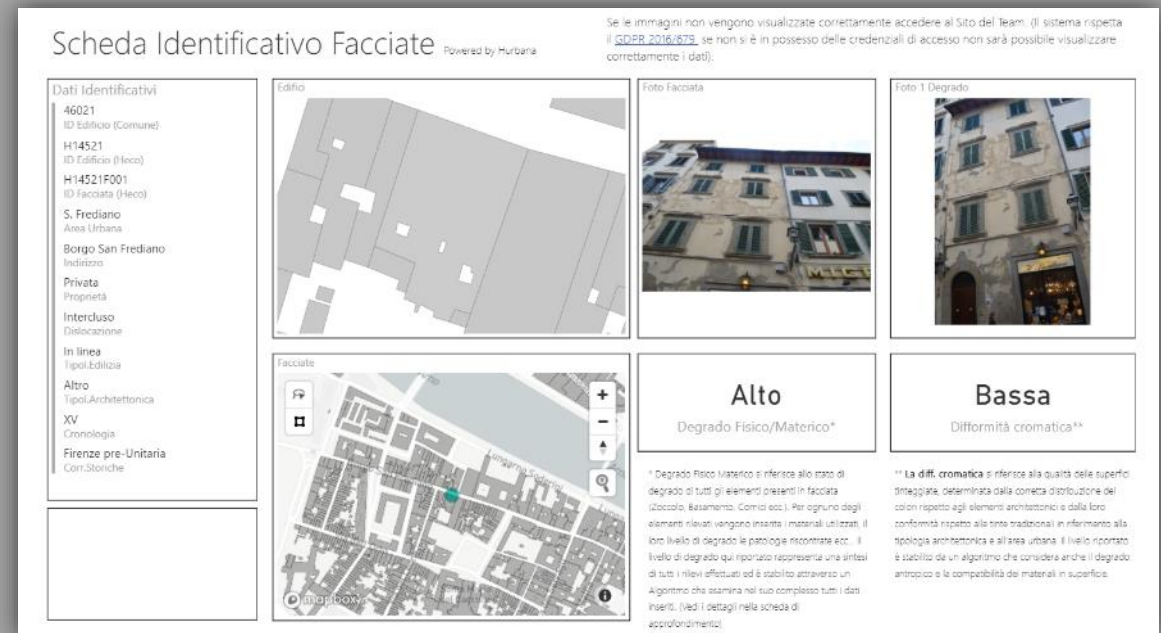 Scheda Identificativo Facciate Powered by Hurbana
Se le immagini non vengono visualizzate correttamente accedere al Sito del Team. (Il sistema rispetta
il GDPR 2016/679 se non si è in possesso delle credenziali di accesso non sarà possibile visualizzare
correttamente i dati).
Dati Identificativi
46021
ID Edificio (Comune)
H14521
ID Edificio (Heco)
H14521F001
ID Facciata (Heco)
S. Frediano
Area Urbana
Borgo San Frediano
Indirizzo
Privata
Proprietà
Intercluso
Dislocazione
In linea
Tipol.Edilizia
Altro
Tipol.Architettonica
XV
Cronologia
Firenze pre-Unitaria
Corr.Storiche
Edifici
Foto Facciata
Foto 1 Degrado
Facciate
Lungarno Soderini
mapbox
Alto
Degrado Fisico/Materico*
Bassa
Difformità cromatica**
* Degrado Fisico Materico si riferisce allo stato di
degrado di tutti gli elementi presenti in facciata
(Zoccolo, Basamento, Cornici ecc.). Per ognuno degli
elementi rilevati vengono inserite i materiali utilizzati, il
loro livello di degrado le patologie riscontrate ecc.. Il
livello di degrado qui riportato rappresenta una sintesi
di tutti i rilievi effettuati ed è stabilito attraverso un
Algoritmo che esamina nel suo complesso tutti i dati
inseriti. (Vedi i dettagli nella scheda di
approfondimento)
** La diff. cromatica si riferisce alla qualità delle superfici
tinteggiate, determinata dalla corretta distribuzione dei
colori rispetto agli elementi architettonici e dalla loro
conformità rispetto alle tinte tradizionali in riferimento alla
tipologia architettonica e all'area urbana. Il livello riportato
è stabilito da un algoritmo che considera anche il degrado
antropico e la compatibilità dei materiali in superficie.